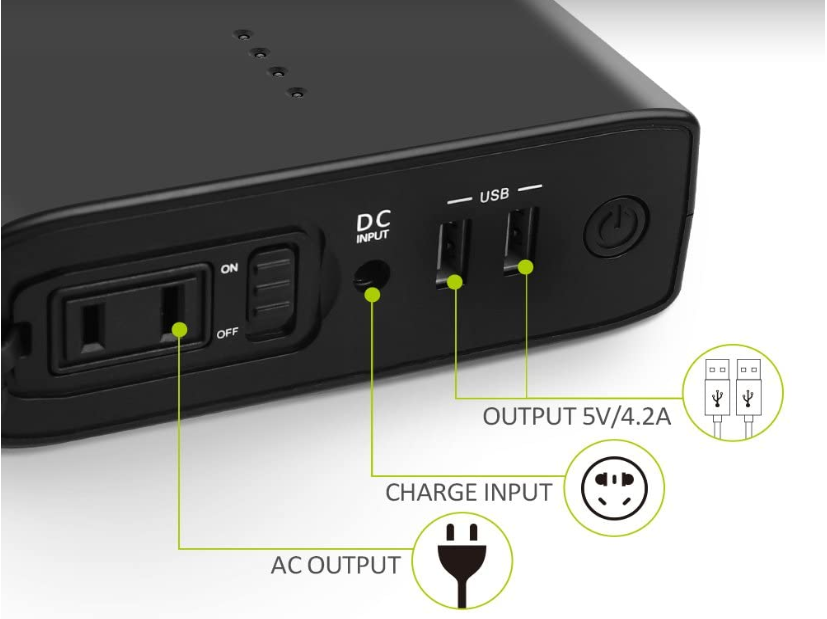 USB
DC
INPUT
ON
OFF
OUTPUT 5V/4.2A
CHARGE INPUT
AC OUTPUT